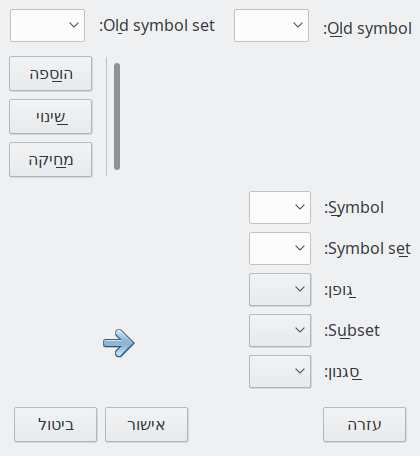 Old symbol:
Old symbol set:
הוספה
שינוי
מחיקה
Symbol:
Symbol set:
גופן:
Subset:
סגנון:
עזרה
אישור
ביטול